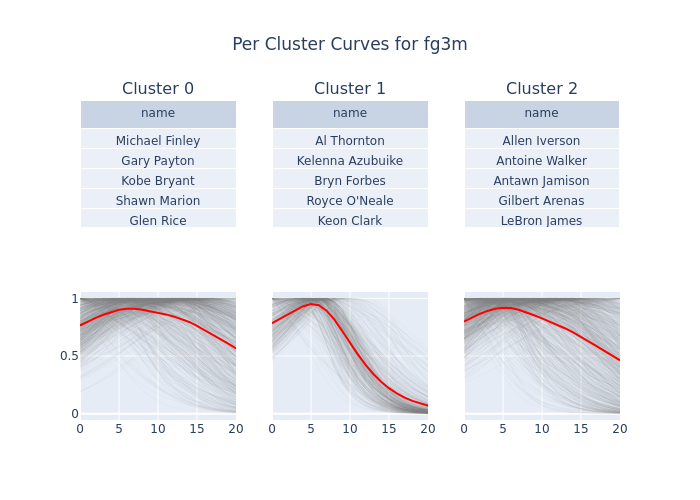 Per Cluster Curves for fg3m
Cluster 0
name
Michael Finley
Gary Payton
Kobe Bryant
Shawn Marion
Glen Rice
Cluster 1
name
Al Thornton
Kelenna Azubuike
Bryn Forbes
Royce O'Neale
Keon Clark
Cluster 2
name
Allen Iverson
Antoine Walker
Antawn Jamison
Gilbert Arenas
LeBron James
1
0.5
0
0 5 10 15 20
0 5 10 15 20
0 5 10 15 20